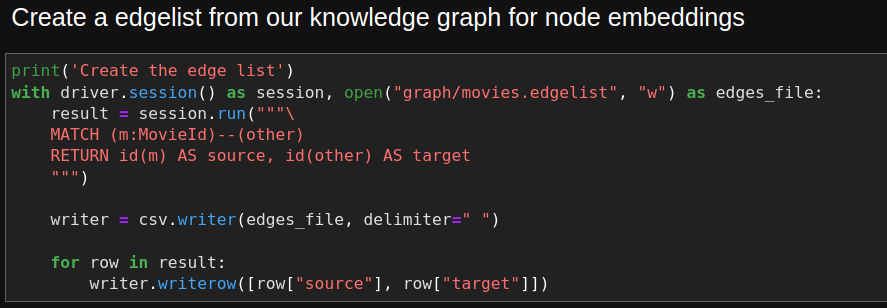 Create a edgelist from our knowledge graph for node embeddings
print('Create the edge list')
with driver.session() as session, open("graph/movies.edgelist", "w") as edges_file:
    result = session.run("""\
    MATCH (m:MovieId)--(other)
    RETURN id(m) AS source, id(other) AS target
    """)
    writer = csv.writer(edges_file, delimiter=" ")
    for row in result:
        writer.writerow([row["source"], row["target"]])